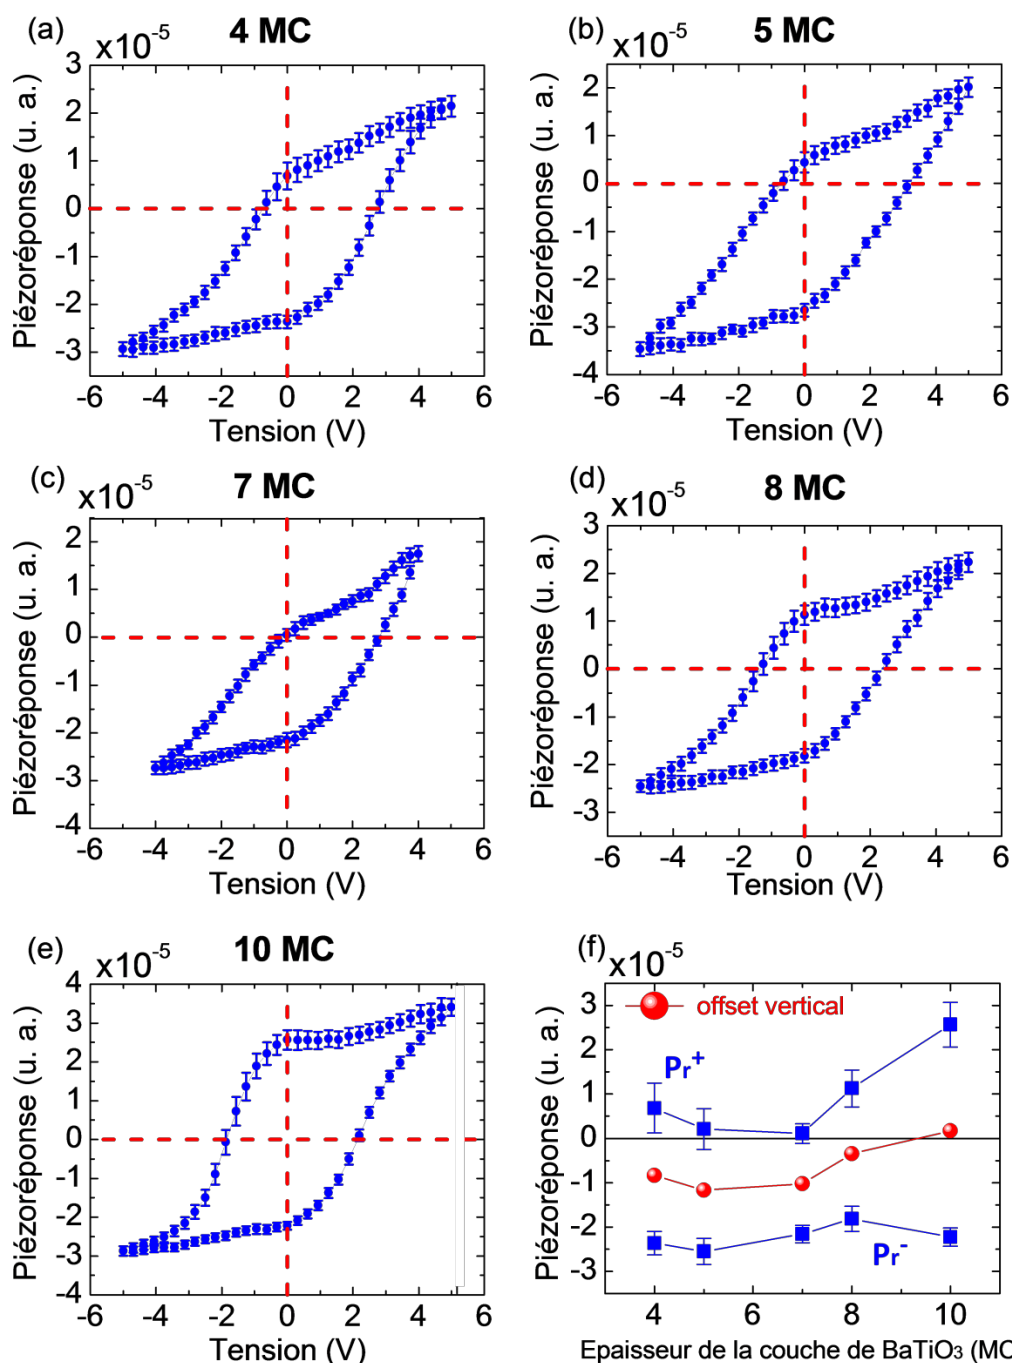 (a)
4 MC
x10⁻⁵
Piézoréponse (u. a.)
3
2
1
0
-1
-2
-3
-6
-4
-2
0
2
4
6
Tension (V)
(b)
5 MC
x10⁻⁵
Piézoréponse (u. a.)
2
1
0
-1
-2
-3
-4
-6
-4
-2
0
2
4
6
Tension (V)
(c)
7 MC
x10⁻⁵
Piézoréponse (u. a.)
2
1
0
-1
-2
-3
-4
-6
-4
-2
0
2
4
6
Tension (V)
(d)
8 MC
x10⁻⁵
Piézoréponse (u. a.)
3
2
1
0
-1
-2
-3
-6
-4
-2
0
2
4
6
Tension (V)
(e)
10 MC
x10⁻⁵
Piézoréponse (u. a.)
4
3
2
1
0
-1
-2
-3
-4
-6
-4
-2
0
2
4
6
Tension (V)
(f)
x10⁻⁵
Piézoréponse (u. a.)
3
2
1
0
-1
-2
-3
offset vertical
Pr⁺
Pr⁻
4
6
8
10
Epaisseur de la couche de BaTiO₃ (MC